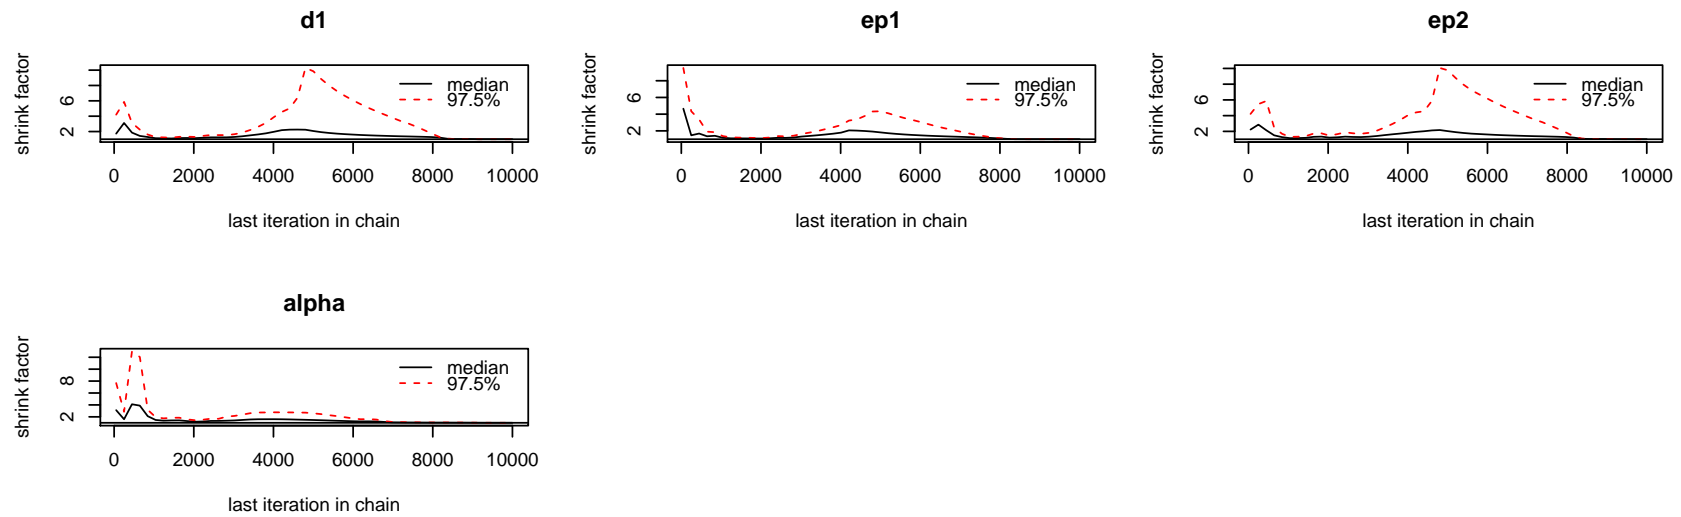 d1
shrink factor
6
2
median
97.5%
0 2000 4000 6000 8000 10000
last iteration in chain
ep1
shrink factor
6
2
median
97.5%
0 2000 4000 6000 8000 10000
last iteration in chain
ep2
shrink factor
6
2
median
97.5%
0 2000 4000 6000 8000 10000
last iteration in chain
alpha
shrink factor
8
2
median
97.5%
0 2000 4000 6000 8000 10000
last iteration in chain